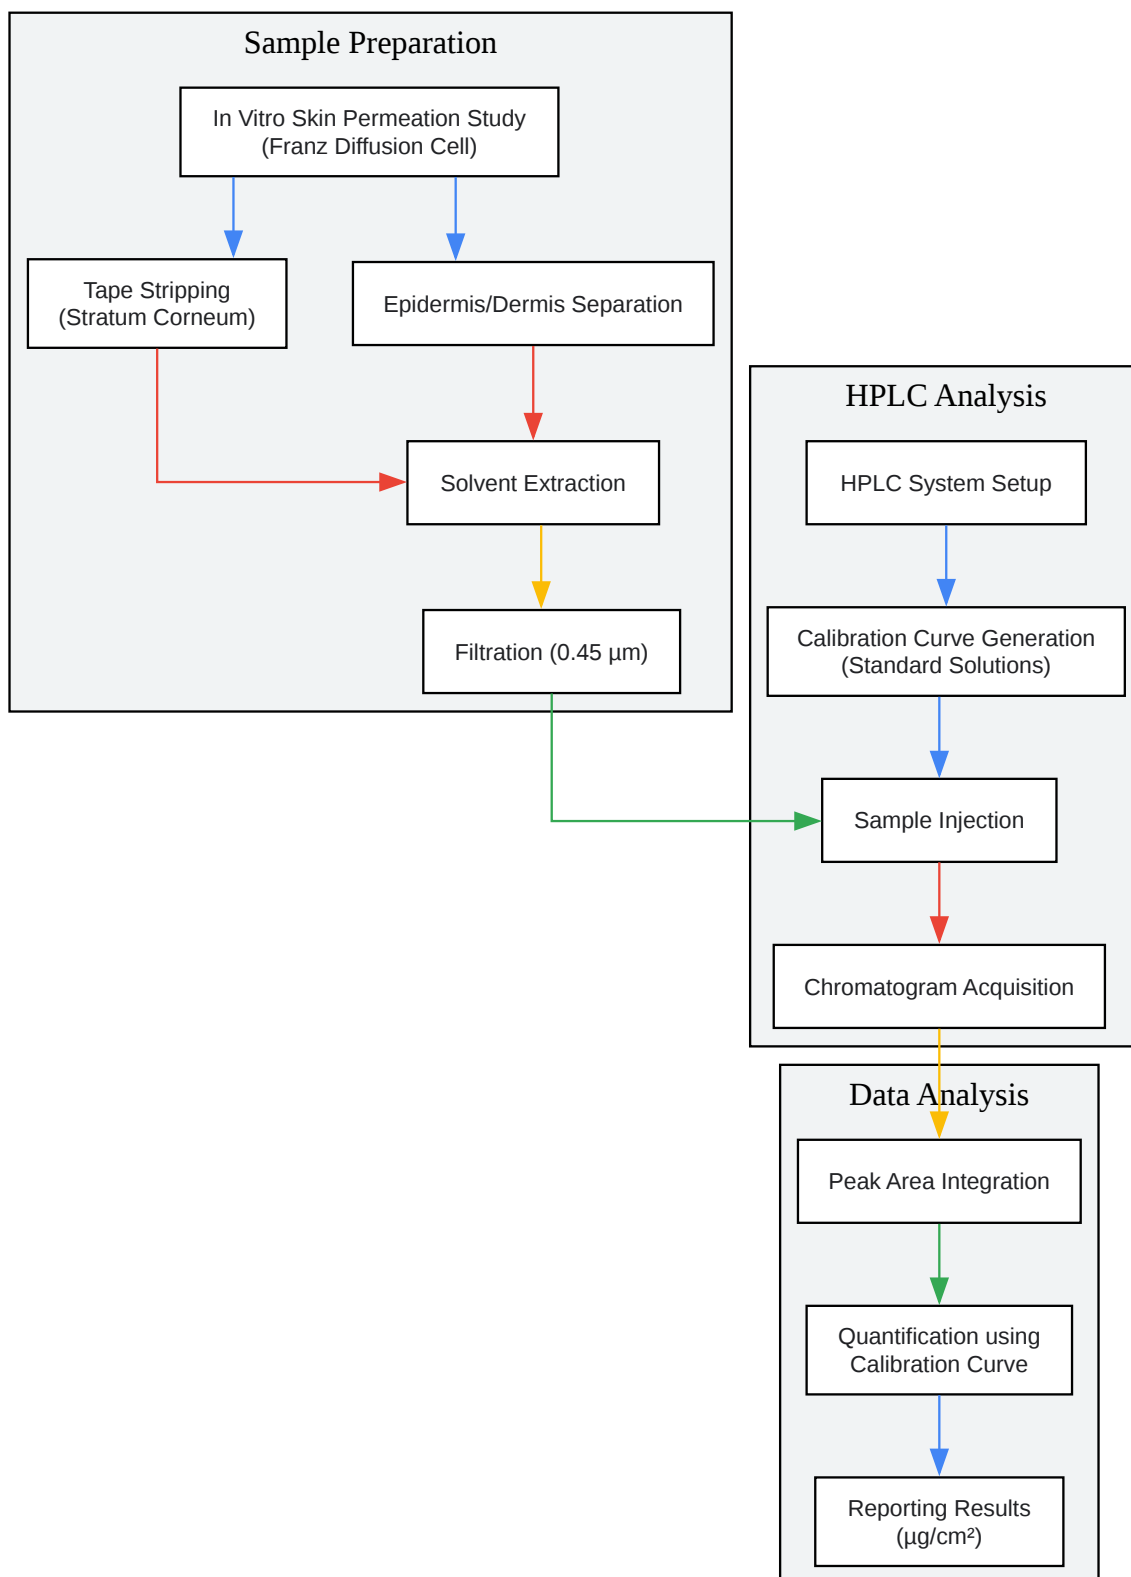 Sample Preparation
In Vitro Skin Permeation Study
(Franz Diffusion Cell)
Tape Stripping
(Stratum Corneum)
Epidermis/Dermis Separation
Solvent Extraction
Filtration (0.45 µm)
HPLC Analysis
HPLC System Setup
Calibration Curve Generation
(Standard Solutions)
Sample Injection
Chromatogram Acquisition
Data Analysis
Peak Area Integration
Quantification using
Calibration Curve
Reporting Results
(µg/cm²)